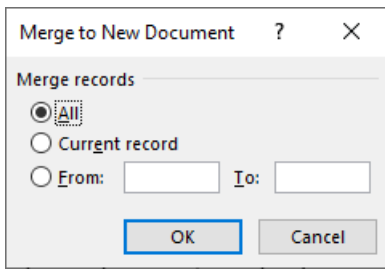 Merge to New Document ? X
Merge records
All
Current record
From: To:
OK Cancel